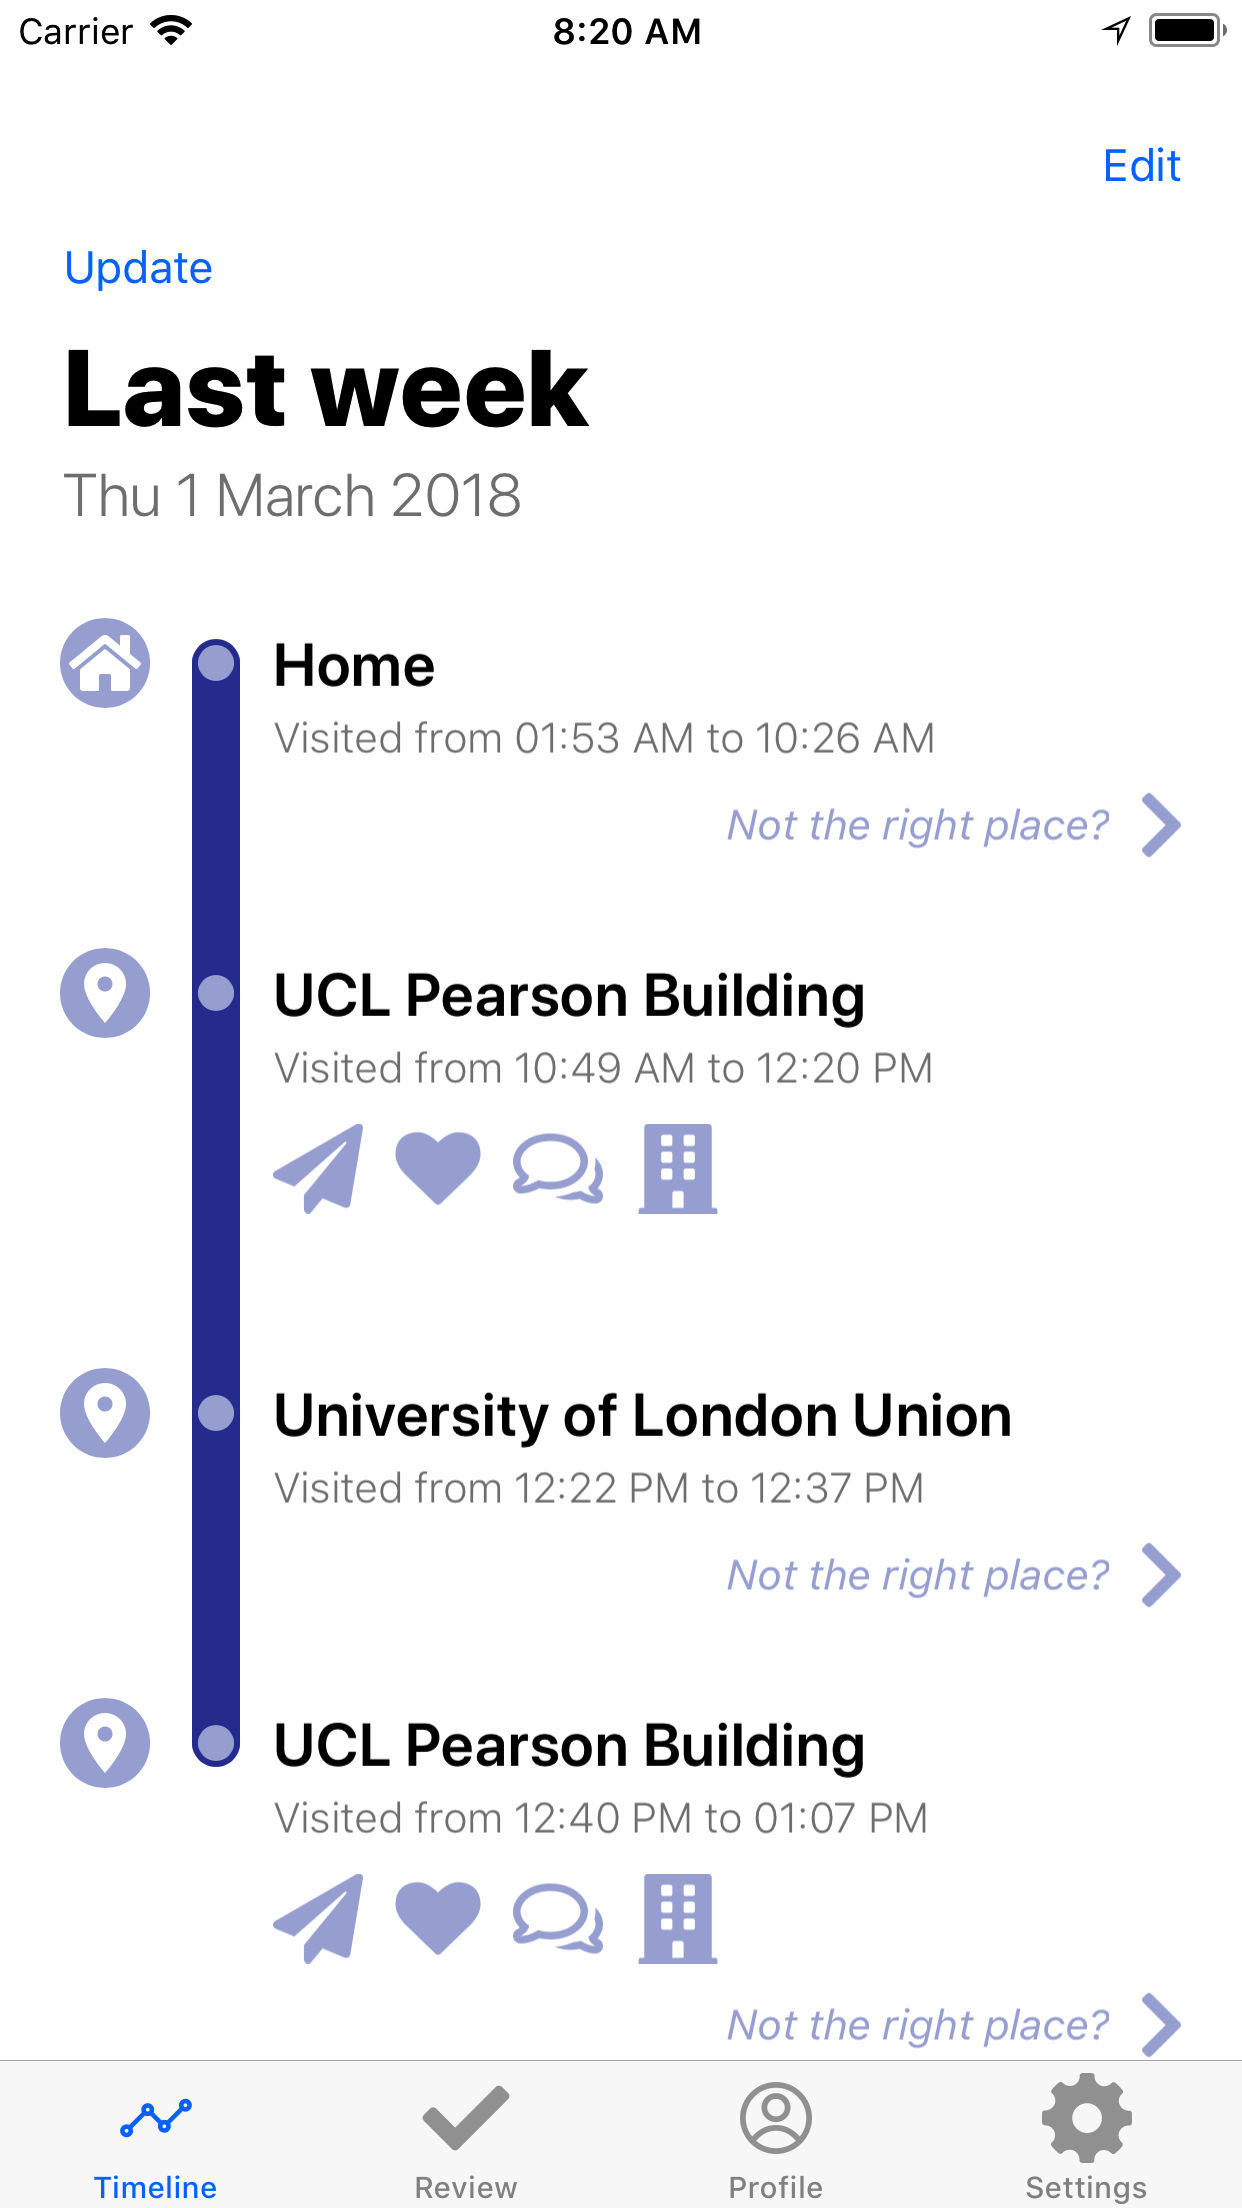 Carrier 8:20 AM
Edit
Update
Last week
Thu 1 March 2018
Home
Visited from 01:53 AM to 10:26 AM
Not the right place?
UCL Pearson Building
Visited from 10:49 AM to 12:20 PM
University of London Union
Visited from 12:22 PM to 12:37 PM
Not the right place?
UCL Pearson Building
Visited from 12:40 PM to 01:07 PM
Not the right place?
Timeline Review Profile Settings